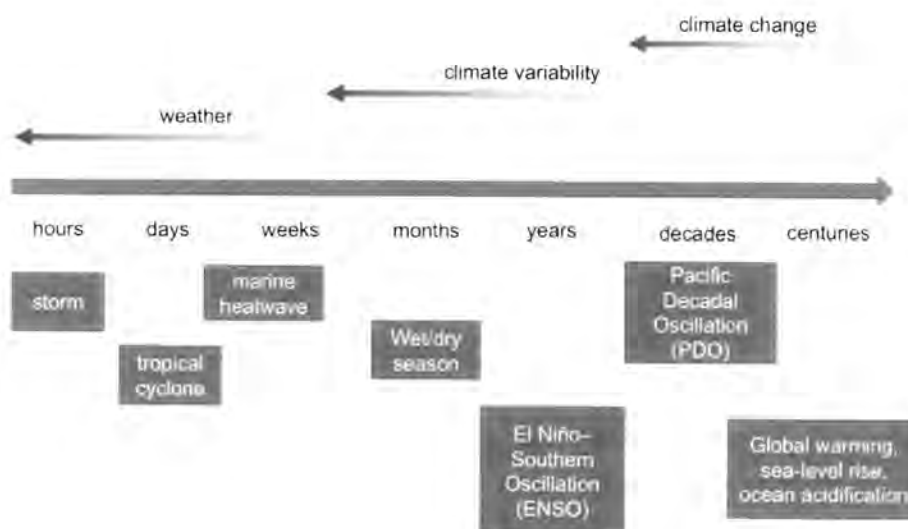 climate change
climate variability
weather
hours days weeks months years decades centuries
storm
marine
heatwave
Pacific
Decadal
Oscillation
(PDO)
Wet/dry
season
tropical
cyclone
El Niño–
Southern
Oscillation
(ENSO)
Global warming,
sea-level rise,
ocean acidification